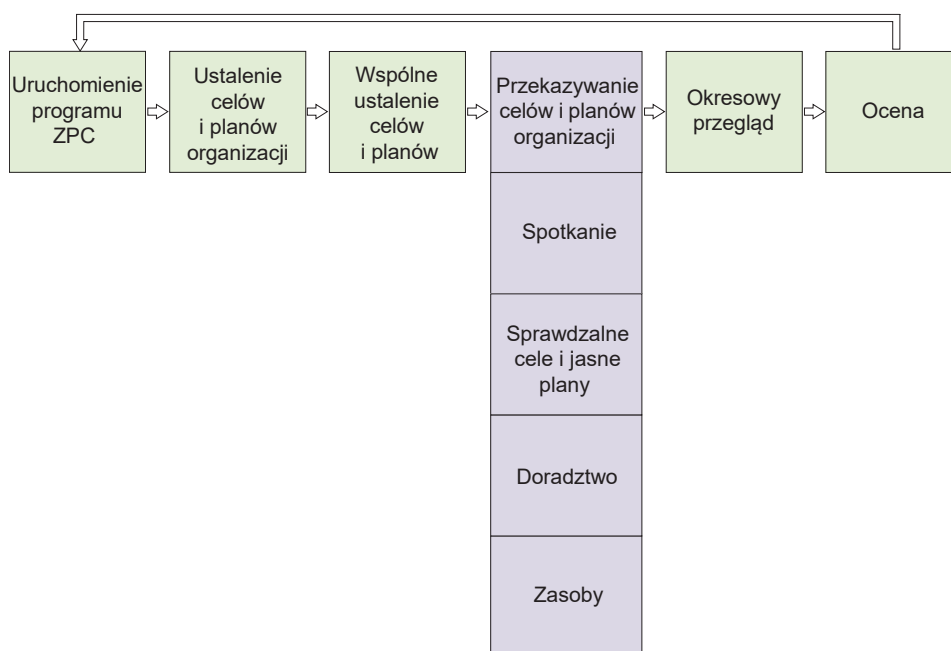 Uruchomienie
programu
ZPC
Ustalenie
celów
i planów
organizacji
Wspólne
ustalenie
celów
i planów
Przekazywanie
celów i planów
organizacji
Okresowy
przegląd
Ocena
Spotkanie
Sprawdzalne
cele i jasne
plany
Doradztwo
Zasoby